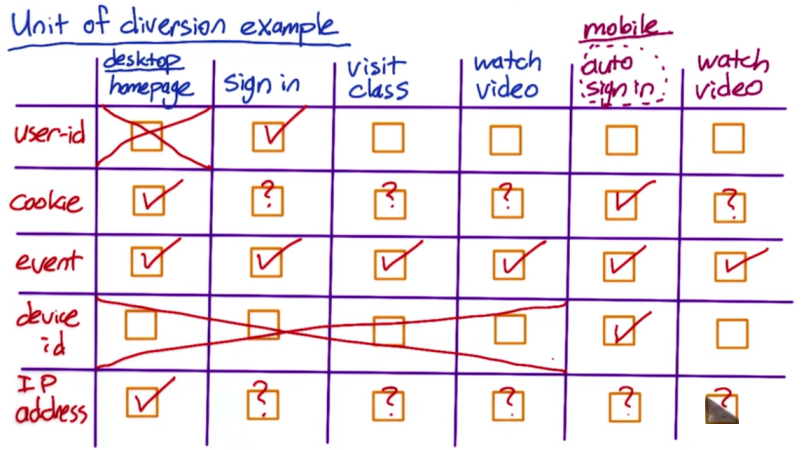 Unit of diversion example
mobile
desktop
homepage
sign in
visit
class
watch
video
auto
sign in
watch
video
user-id
cookie
? ? ? ?
event
device
id
IP
address
? ? ? ? ?